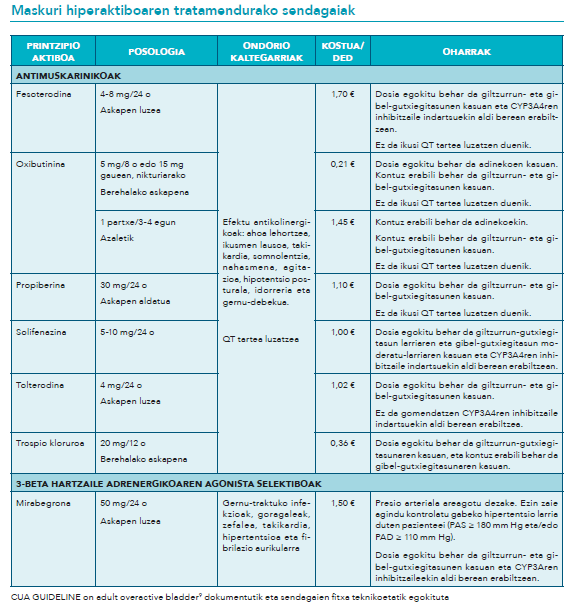 Maskuri hiperaktiboaren tratamendurako sendagaiak
PRINTZIPIO AKTIBOA
POSOLOGIA
ONDORIO KALTEGARRIAK
KOSTUA/ DED
OHARRAK
ANTIMUSKARINIKOAK
Fesoterodina
4-8 mg/24 o
Askapen luzea
Efektu antikolinergi-
koak: ahoa lehortzea,
ikusmen lausoa, taki-
kardia, somnolentzia,
nahasmena, agita-
zioa, hipotentsio pos-
turala, idorreria eta
gernu-debekua.
QT tartea luzatzea
1,70 €
Dosia egokitu behar da giltzurrun- eta gi-
bel-gutxiegitasunen kasuan eta CYP3A4ren
inhibitzaile indartsuekin aldi berean erabilt-
zean.
Ez da ikusi QT tartea luzatzen duenik.
Oxibutinina
5 mg/8 o edo 15 mg
gauean, nikturiarako
Berehalako askapena
0,21 €
Dosia egokitu behar da adinekoen kasuan.
Kontuz erabili behar da giltzurrun- eta gi-
bel-gutxiegitasunen kasuan.
Ez da ikusi QT tartea luzatzen duenik.
1 partxe/3-4 egun
Azaletik
1,45 €
Kontuz erabili behar da adinekoekin.
Kontuz erabili behar da giltzurrun- eta gi-
bel-gutxiegitasunen kasuan.
Ez da ikusi QT tartea luzatzen duenik.
Propiberina
30 mg/24 o
Askapen aldatua
1,10 €
Dosia egokitu behar da giltzurrun- eta gi-
bel-gutxiegitasunen kasuan.
Ez da ikusi QT tartea luzatzen duenik.
Solifenazina
5-10 mg/24 o
1,00 €
Dosia egokitu behar da giltzurrun-gutxiegi-
tasun larriaren eta gibel-gutxiegitasun mo-
deratu-larriaren kasuan eta CYP3A4ren inhi-
bitzaile indartsuekin aldi berean erabiltzean.
Tolterodina
4 mg/24 o
Askapen luzea
1,02 €
Dosia egokitu behar da giltzurrun- eta gi-
bel-gutxiegitasunen kasuan.
Ez da gomendatzen CYP3A4ren inhibitzaile
indartsuekin aldi berean erabiltzea.
Trospio kloruroa
20 mg/12 o
Berehalako askapena
0,36 €
Dosia egokitu behar da giltzurrun-gutxiegi-
tasunaren kasuan, eta kontuz erabili behar da
gibel-gutxiegitasunaren kasuan.
3-BETA HARTZAILE ADRENERGIKOAREN AGONISTA SELEKTIBOAK
Mirabegrona
50 mg/24 o
Askapen luzea
Gernu-traktuko infe-
kzioak, goragaleak,
zefalea, takikardia,
hipertentsioa eta fi-
brilazio aurikularra
1,50 €
Presio arteriala areagotu dezake. Ezin zaie
agindu kontrolatu gabeko hipertentsio larria
duten pazienteei (PAS ≥ 180 mm Hg eta/edo
PAD ≥ 110 mm Hg).
Dosia egokitu behar da giltzurrun- eta gi-
bel-gutxiegitasunen kasuan eta CYP3Aren
inhibitzaileekin aldi berean erabiltzean.
CUA GUIDELINE on adult overactive bladder⁹ dokumentutik eta sendagaien fitxa teknikoetatik egokituta